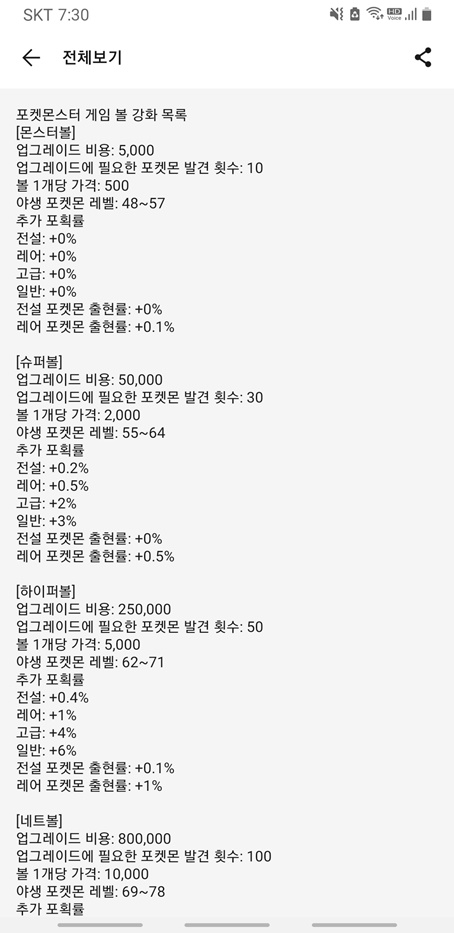 SKT 7:30
HD
Voice
전체보기
포켓몬스터 게임 볼 강화 목록
[몬스터볼]
업그레이드 비용: 5,000
업그레이드에 필요한 포켓몬 발견 횟수: 10
볼 1개당 가격: 500
야생 포켓몬 레벨: 48~57
추가 포획률
전설: +0%
레어: +0%
고급: +0%
일반: +0%
전설 포켓몬 출현률: +0%
레어 포켓몬 출현률: +0.1%
[슈퍼볼]
업그레이드 비용: 50,000
업그레이드에 필요한 포켓몬 발견 횟수: 30
볼 1개당 가격: 2,000
야생 포켓몬 레벨: 55~64
추가 포획률
전설: +0.2%
레어: +0.5%
고급: +2%
일반: +3%
전설 포켓몬 출현률: +0%
레어 포켓몬 출현률: +0.5%
[하이퍼볼]
업그레이드 비용: 250,000
업그레이드에 필요한 포켓몬 발견 횟수: 50
볼 1개당 가격: 5,000
야생 포켓몬 레벨: 62~71
추가 포획률
전설: +0.4%
레어: +1%
고급: +4%
일반: +6%
전설 포켓몬 출현률: +0.1%
레어 포켓몬 출현률: +1%
[네트볼]
업그레이드 비용: 800,000
업그레이드에 필요한 포켓몬 발견 횟수: 100
볼 1개당 가격: 10,000
야생 포켓몬 레벨: 69~78
추가 포획률